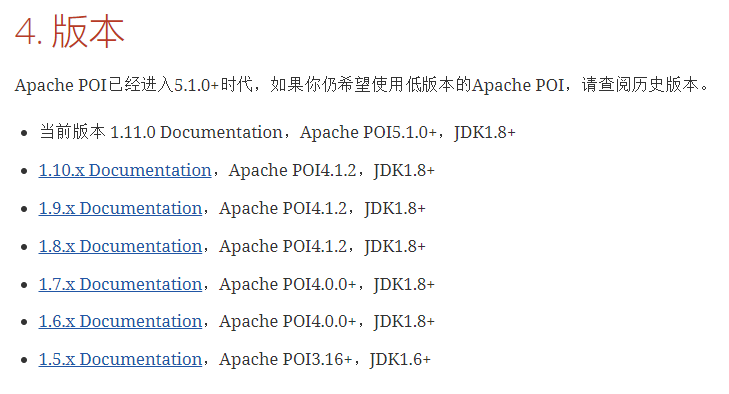 4. 版本
Apache POI已经进入5.1.0+时代，如果你仍希望使用低版本的Apache POI，请查阅历史版本。
当前版本 1.11.0 Documentation，Apache POI5.1.0+，JDK1.8+
1.10.x Documentation，Apache POI4.1.2，JDK1.8+
1.9.x Documentation，Apache POI4.1.2，JDK1.8+
1.8.x Documentation，Apache POI4.1.2，JDK1.8+
1.7.x Documentation，Apache POI4.0.0+，JDK1.8+
1.6.x Documentation，Apache POI4.0.0+，JDK1.8+
1.5.x Documentation，Apache POI3.16+，JDK1.6+